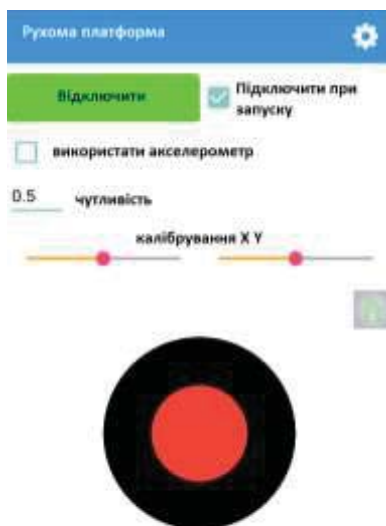 Рухома платформа
Відключити
Підключити при
запуску
використати акселерометр
0.5 чутливість
калібрування X Y